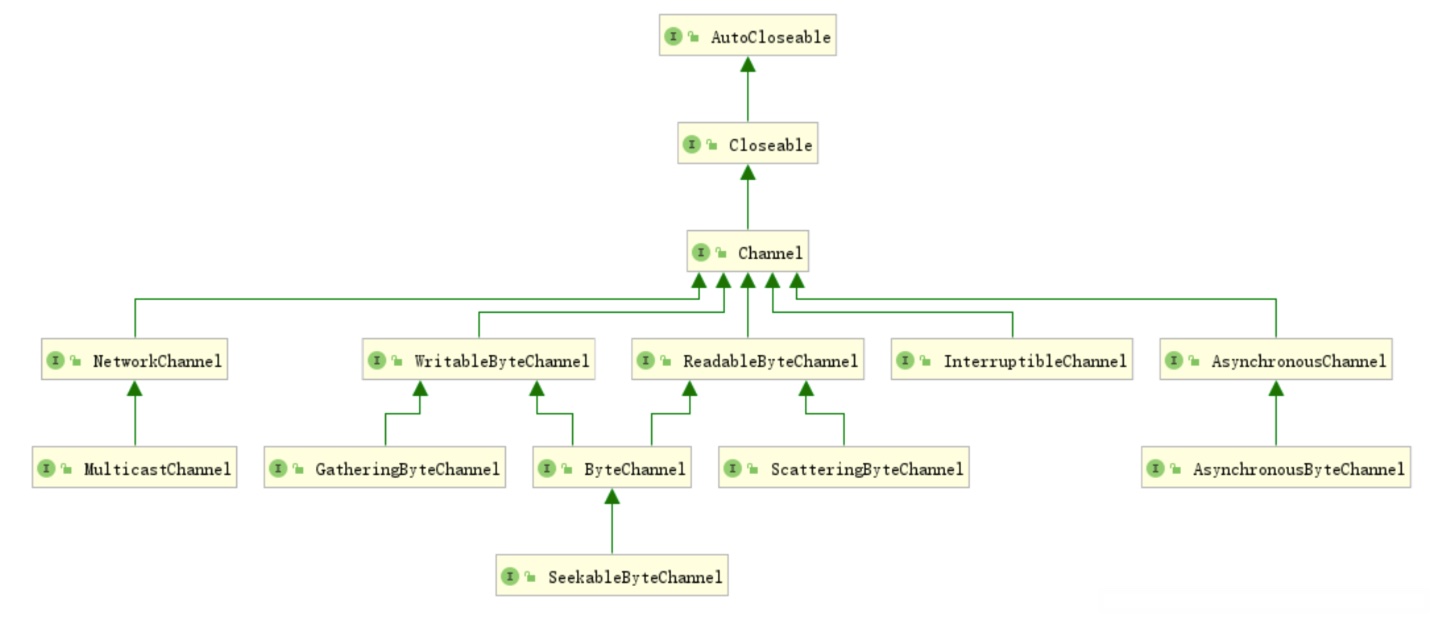 I AutoCloseable
I Closeable
I Channel
I NetworkChannel
I WritableByteChannel
I ReadableByteChannel
I InterruptibleChannel
I AsynchronousChannel
I MulticastChannel
I GatheringByteChannel
I ByteChannel
I ScatteringByteChannel
I AsynchronousByteChannel
I SeekableByteChannel